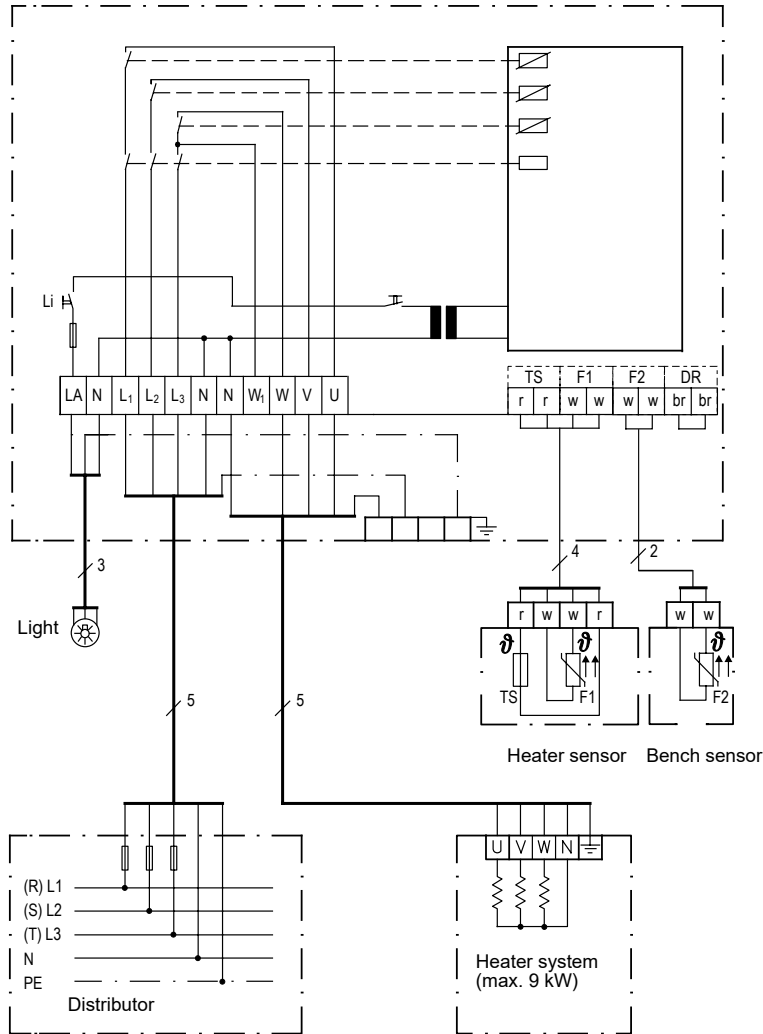 Li
TS F1 F2 DR
LA N L₁ L₂ L₃ N N W₁ W V U
r r w w w w br br
3
4
2
Light
r w w r
w w
ϑ ϑ ϑ
TS F1 F2
5
5
Heater sensor
Bench sensor
U V W N
(R) L1
(S) L2
(T) L3
N
PE
Distributor
Heater system
(max. 9 kW)